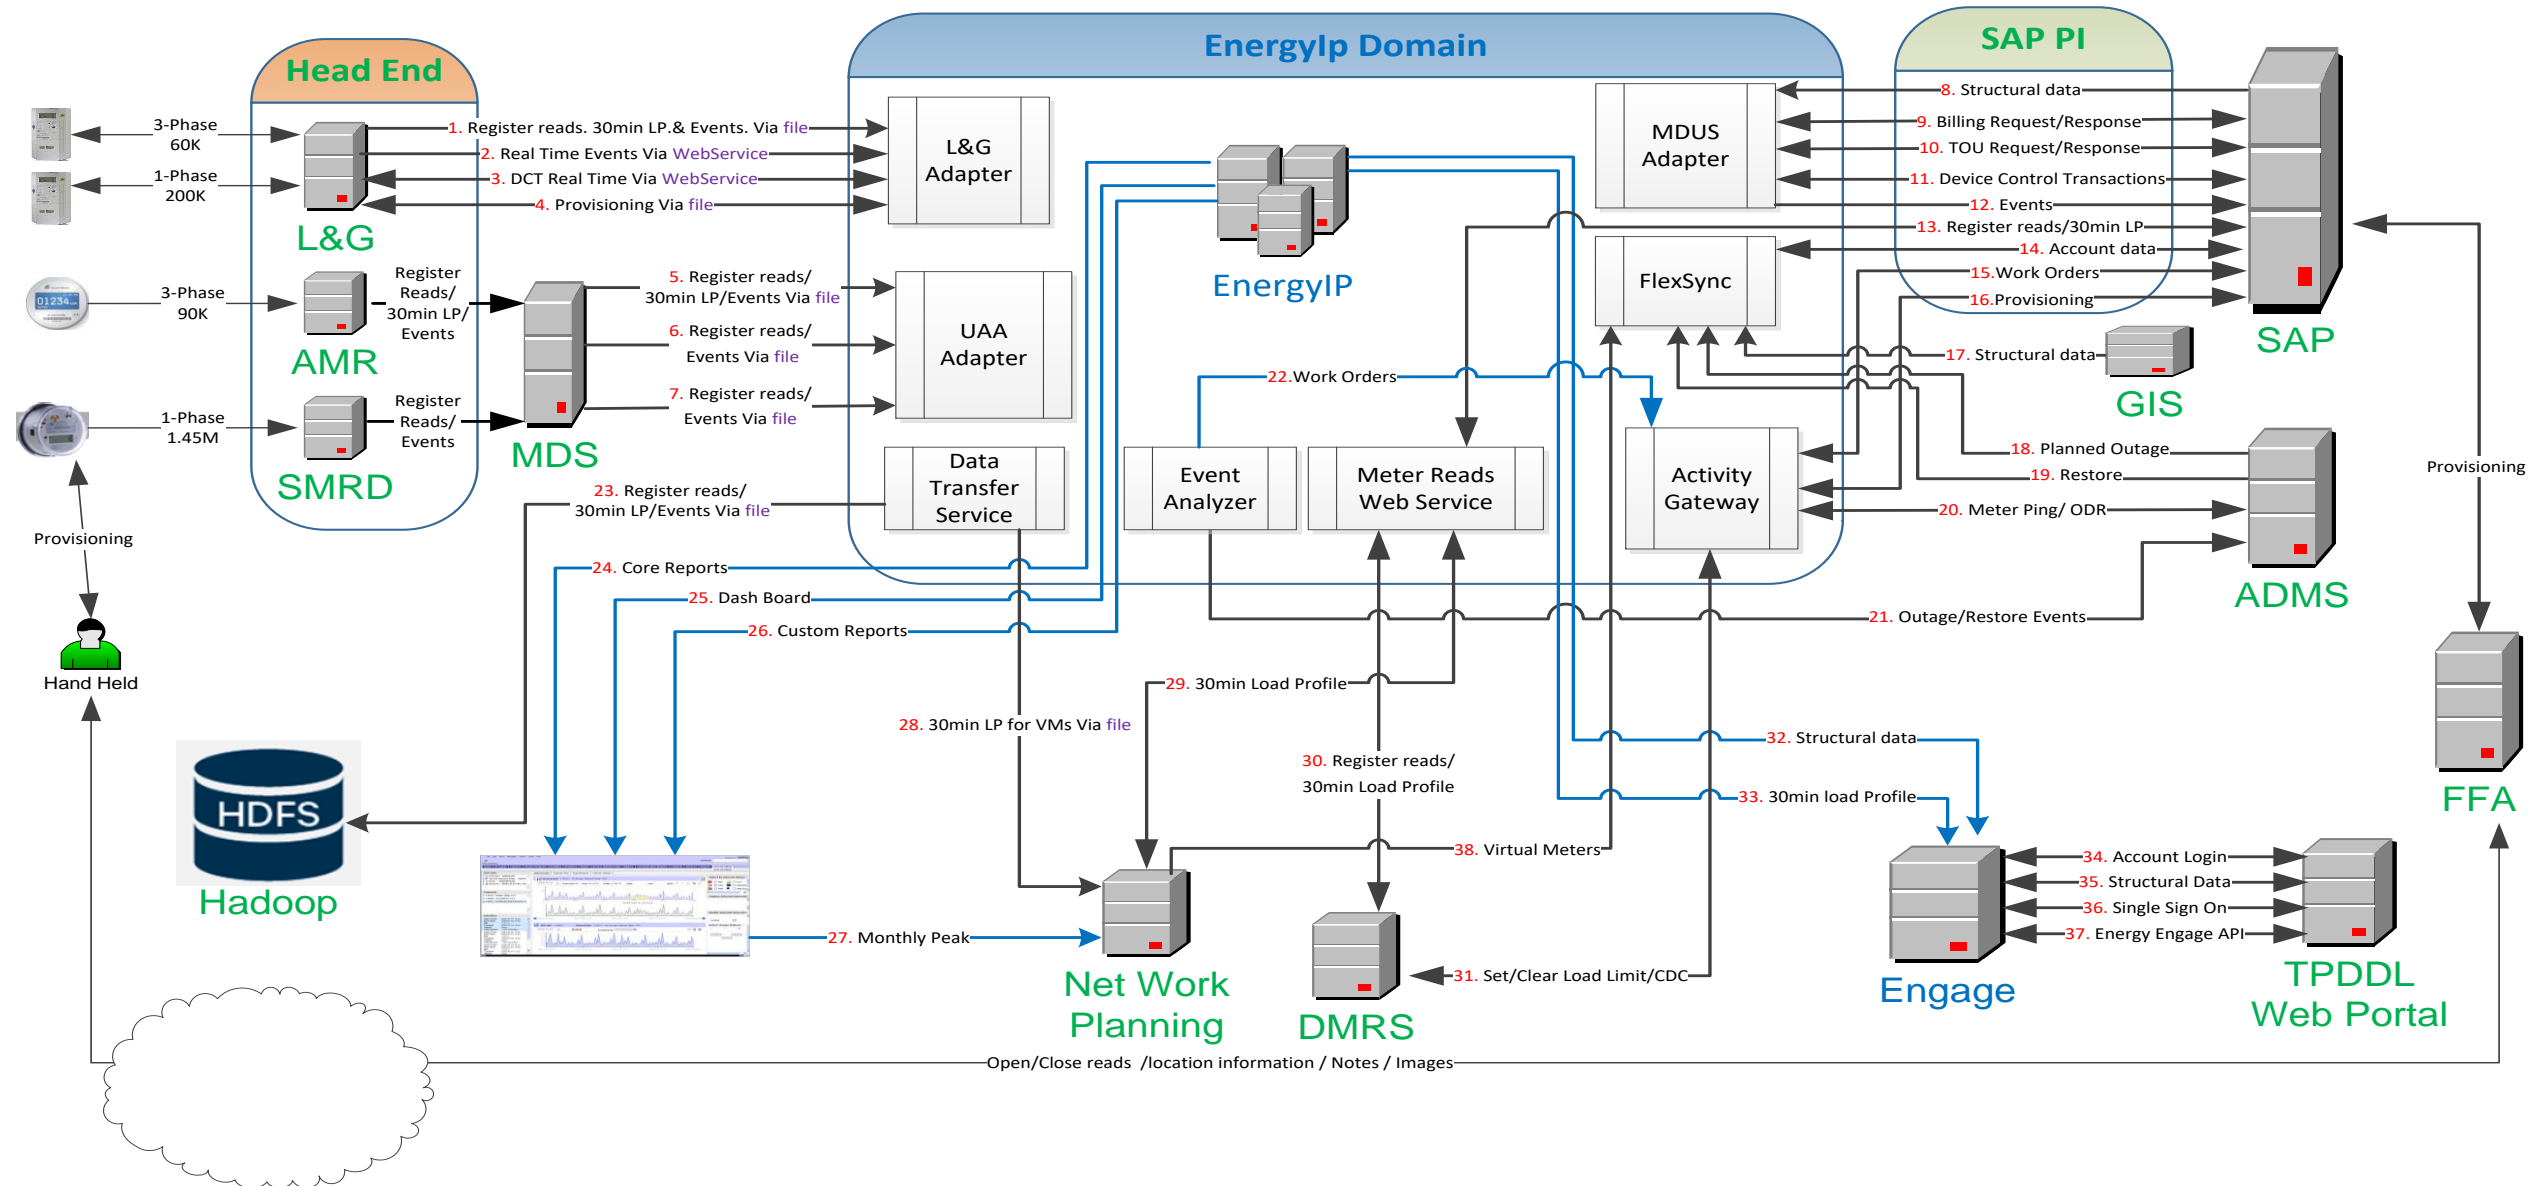 EnergyIp Domain
SAP PI
Head End
3-Phase
60K
1-Phase
200K
L&G
1. Register reads. 30min LP.& Events. Via file
2. Real Time Events Via WebService
3. DCT Real Time Via WebService
4. Provisioning Via file
L&G
Adapter
EnergyIP
MDUS
Adapter
8. Structural data
9. Billing Request/Response
10. TOU Request/Response
11. Device Control Transactions
12. Events
13. Register reads/30min LP
14. Account data
15.Work Orders
16.Provisioning
SAP
FlexSync
01234
3-Phase
90K
AMR
Register
Reads/
30min LP/
Events
5. Register reads/
30min LP/Events Via file
6. Register reads/
Events Via file
7. Register reads/
Events Via file
UAA
Adapter
17. Structural data
GIS
22.Work Orders
1-Phase
1.45M
SMRD
Register
Reads/
Events
MDS
18. Planned Outage
19. Restore
20. Meter Ping/ ODR
21. Outage/Restore Events
ADMS
Data
Transfer
Service
Event
Analyzer
Meter Reads
Web Service
Activity
Gateway
Provisioning
23. Register reads/
30min LP/Events Via file
Provisioning
24. Core Reports
25. Dash Board
26. Custom Reports
Hand Held
29. 30min Load Profile
28. 30min LP for VMs Via file
30. Register reads/
30min Load Profile
32. Structural data
33. 30min load Profile
FFA
HDFS
Hadoop
38. Virtual Meters
34. Account Login
35. Structural Data
36. Single Sign On
37. Energy Engage API
27. Monthly Peak
31. Set/Clear Load Limit/CDC
Net Work
Planning
DMRS
Engage
TPDDL
Web Portal
Open/Close reads /location information / Notes / Images